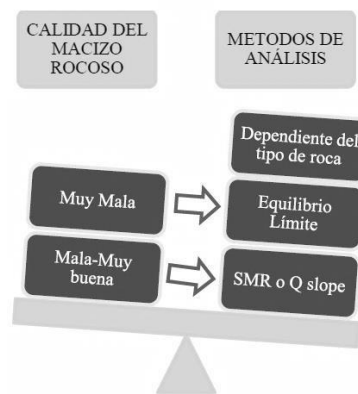 CALIDAD DEL
MACIZO
ROCOSO
METODOS DE
ANÁLISIS
Dependiente del
tipo de roca
Muy Mala
Equilibrio
Límite
Mala-Muy
buena
SMR o Q slope